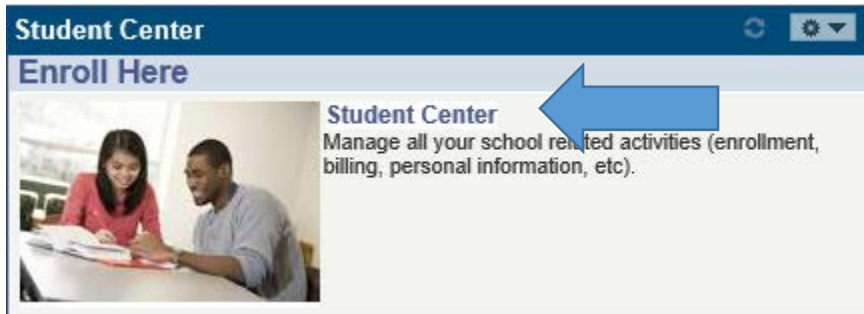 Student Center
Enroll Here
Student Center
Manage all your school related activities (enrollment,
billing, personal information, etc).